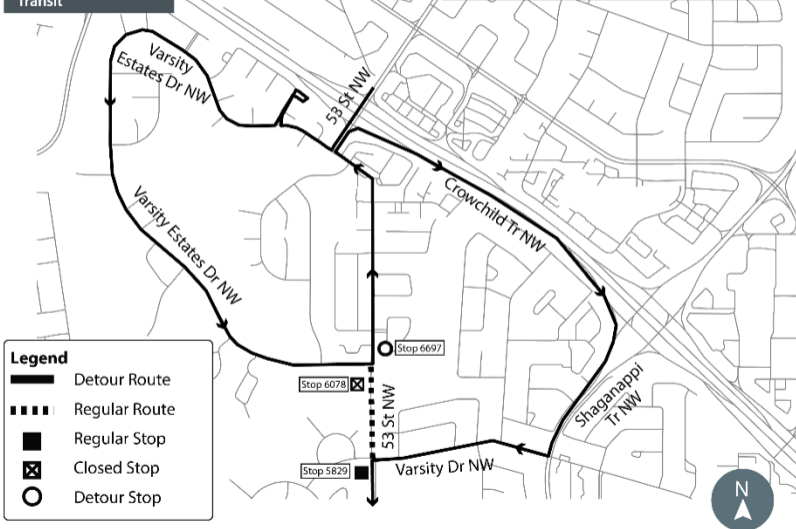 Transit
Varsity
Estates Dr NW
53 St NW
Crowchild Tr NW
Varsity Estates Dr NW
Stop 6697
Stop 6078
53 St NW
Shaganappi
Tr NW
Stop 5829
Varsity Dr NW
Legend
Detour Route
Regular Route
Regular Stop
Closed Stop
Detour Stop
N